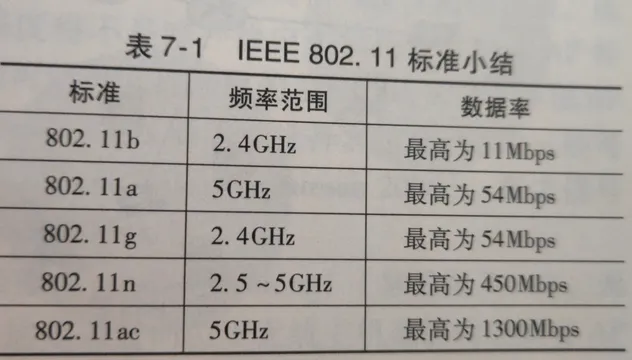 表 7-1 IEEE 802.11 标准小结
标准 频率范围 数据率
802.11b 2.4GHz 最高为 11Mbps
802.11a 5GHz 最高为 54Mbps
802.11g 2.4GHz 最高为 54Mbps
802.11n 2.5~5GHz 最高为 450Mbps
802.11ac 5GHz 最高为 1300Mbps